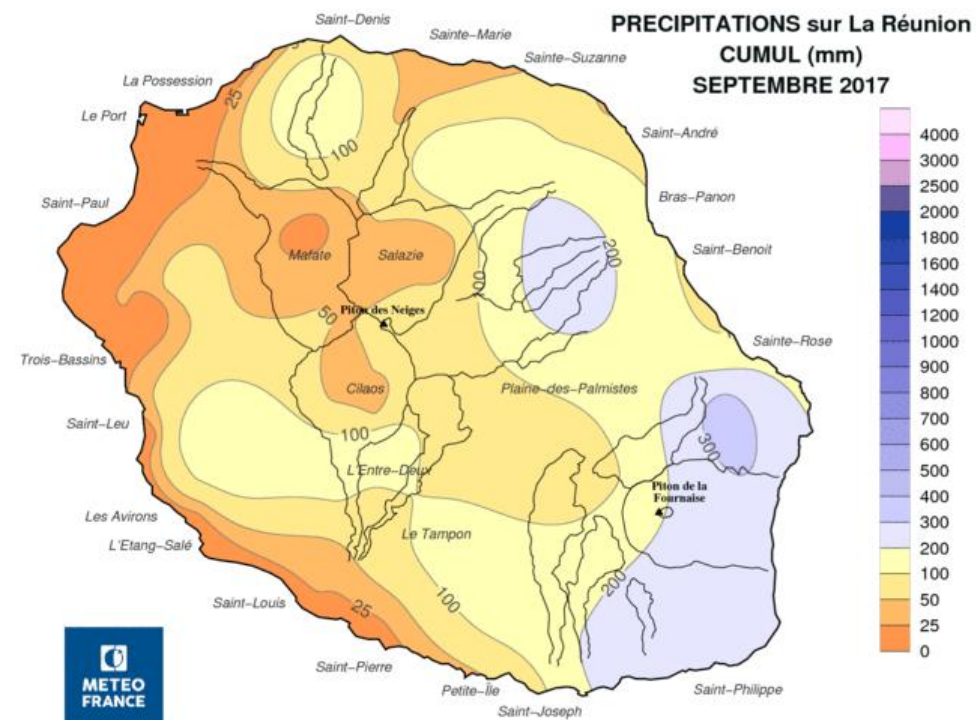 PRECIPITATIONS sur La Réunion
CUMUL (mm)
SEPTEMBRE 2017
Saint-Denis
Sainte-Marie
Sainte-Suzanne
La Possession
Le Port
Saint-André
Saint-Paul
Bras-Panon
Mafate
Salazie
Saint-Benoit
Piton des Neiges
Trois-Bassins
Sainte-Rose
Cilaos
Plaine-des-Palmistes
Saint-Leu
L'Entre-Deux
Piton de la
Fournaise
Les Avirons
Le Tampon
L'Etang-Salé
Saint-Louis
Saint-Pierre
Petite-Île
Saint-Joseph
Saint-Philippe
25
100
200
100
50
100
300
200
100
25
4000
3000
2500
2000
1800
1600
1400
1200
1000
900
800
700
600
500
400
300
200
100
50
25
0
METEO
FRANCE